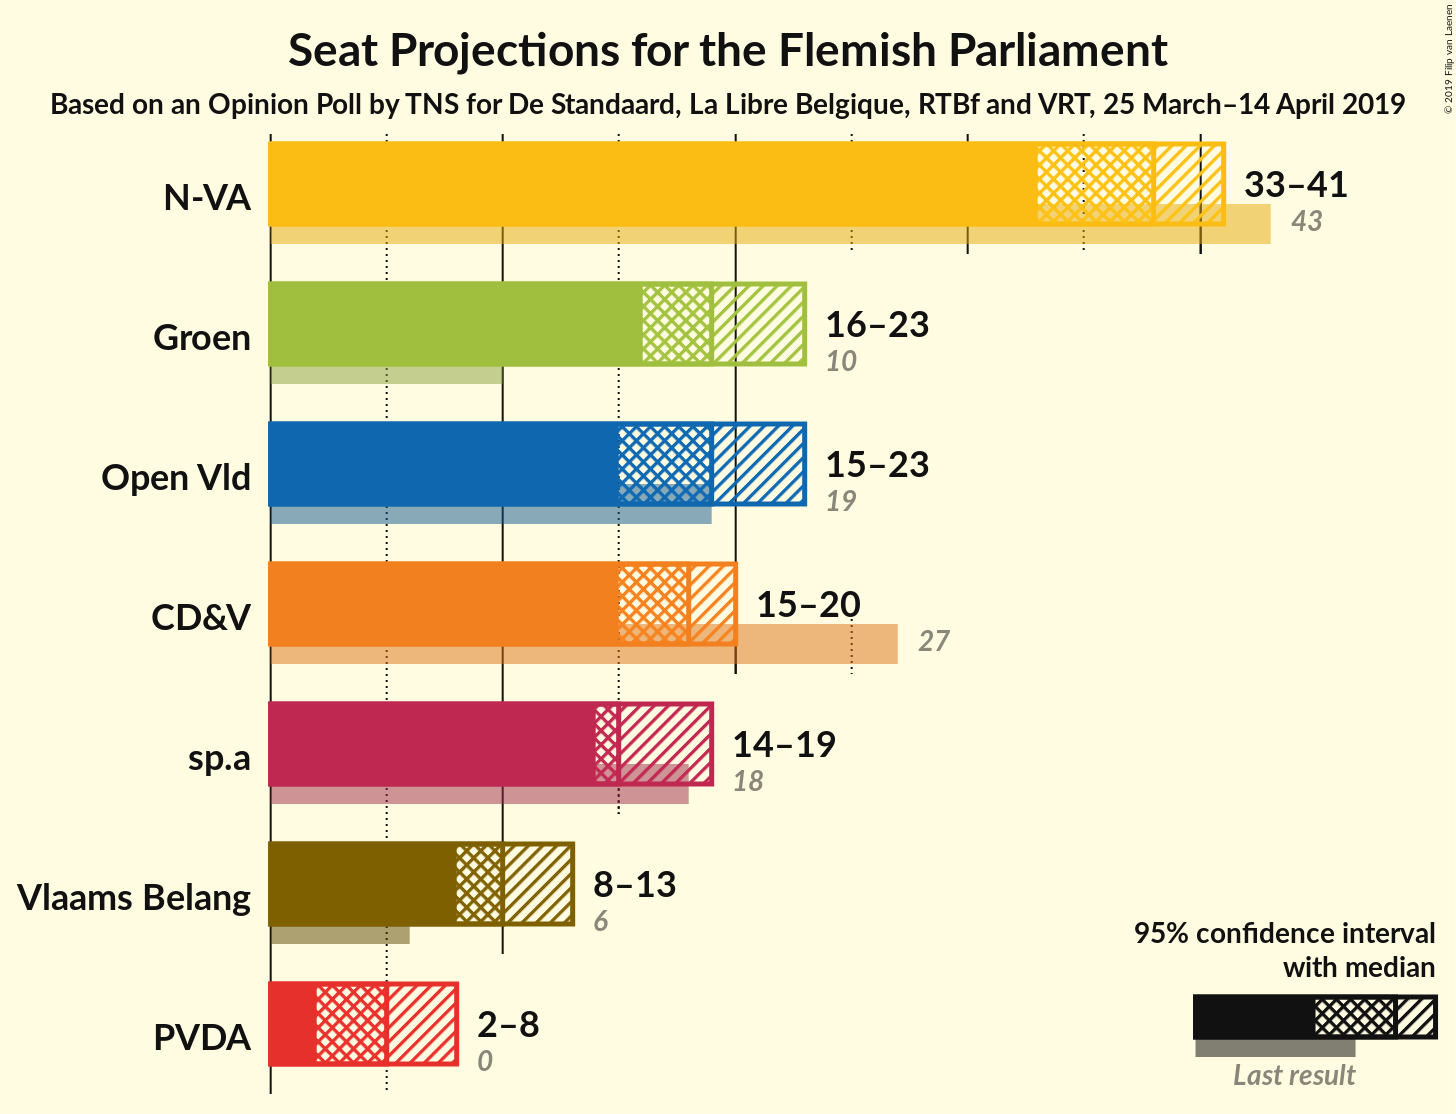 Seat Projections for the Flemish Parliament
Based on an Opinion Poll by TNS for De Standaard, La Libre Belgique, RTBf and VRT, 25 March–14 April 2019
© 2019 Filip van Laenen
N-VA
33–41
43
Groen
16–23
10
Open Vld
15–23
19
CD&V
15–20
27
sp.a
14–19
18
Vlaams Belang
8–13
6
PVDA
2–8
0
95% confidence interval
with median
Last result